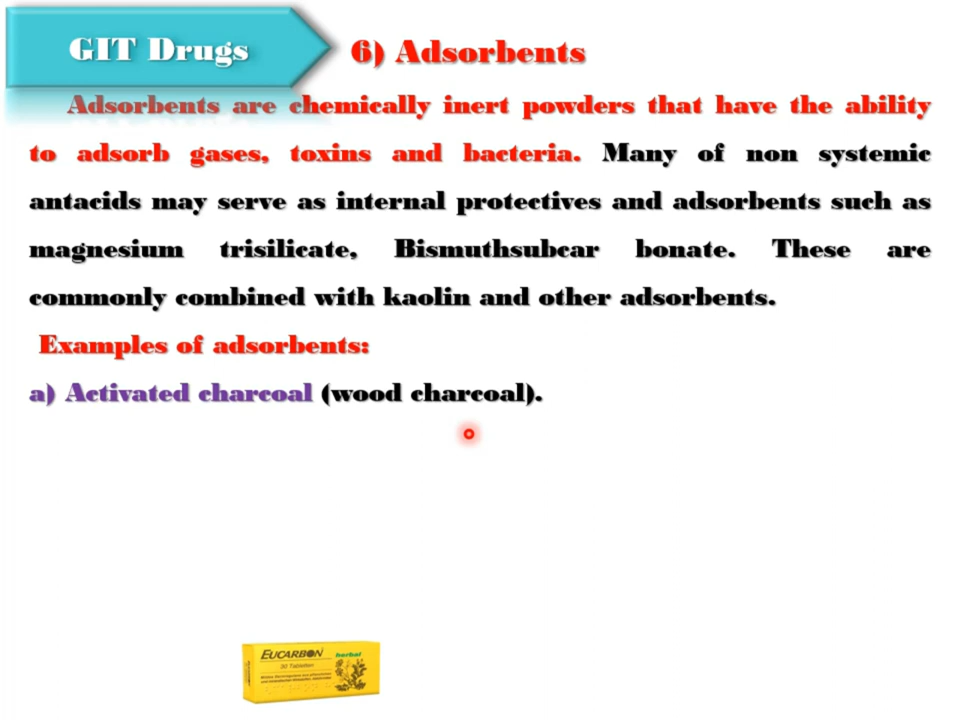 GIT Drugs
6) Adsorbents
Adsorbents are chemically inert powders that have the ability
to adsorb gases, toxins and bacteria. Many of non systemic
antacids may serve as internal protectives and adsorbents such as
magnesium trisilicate, Bismuthsubcar bonate. These are
commonly combined with kaolin and other adsorbents.
Examples of adsorbents:
a) Activated charcoal (wood charcoal).
EUCARBON herbal
30 Tabletten